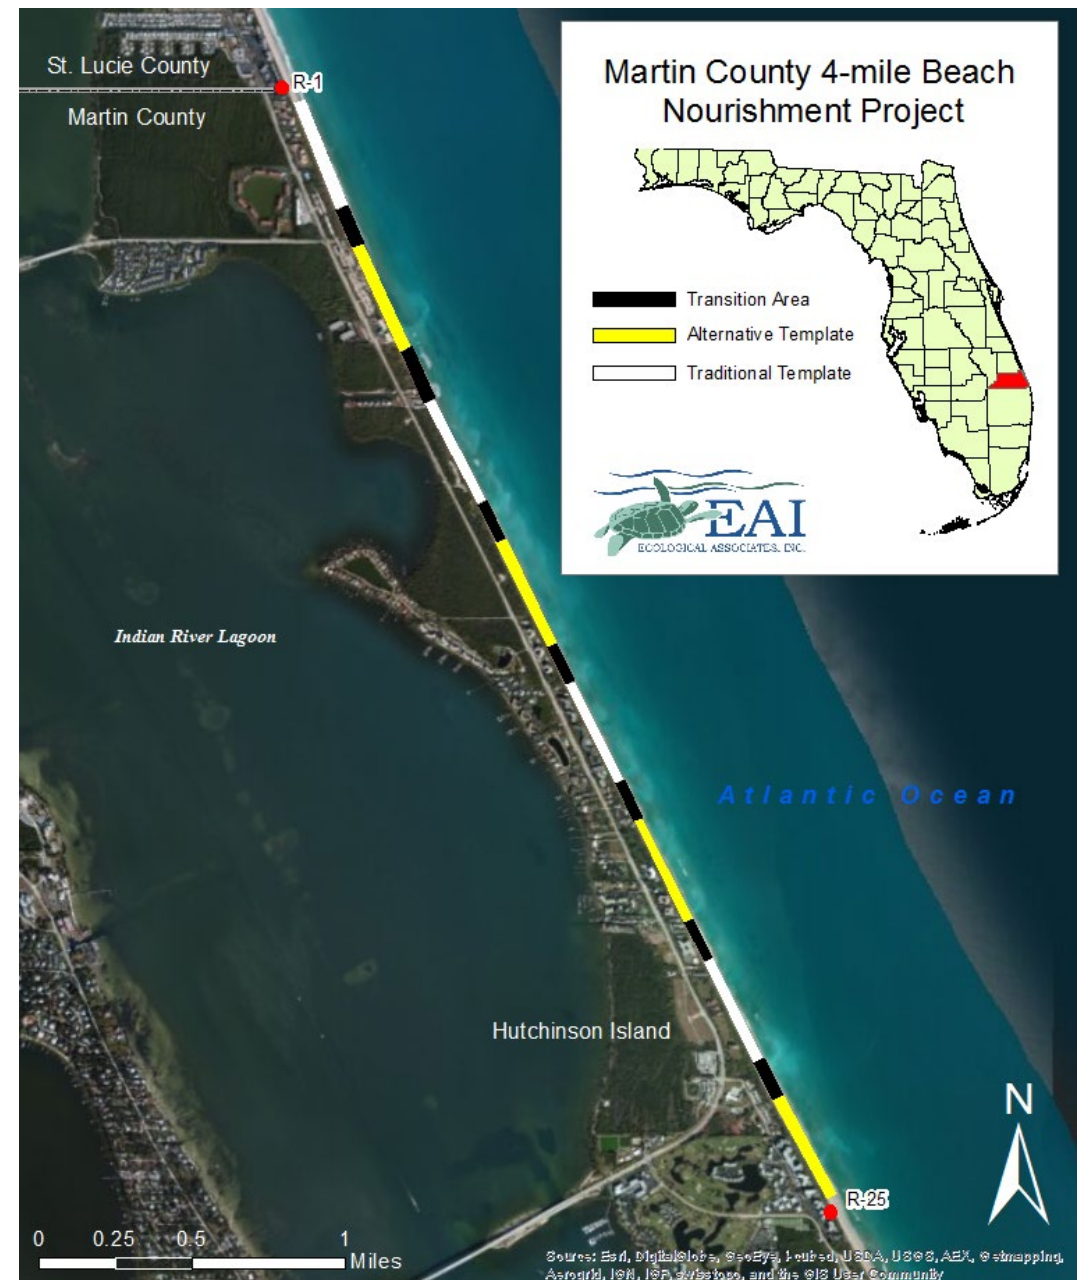 St. Lucie County
R-1
Martin County
Martin County 4-mile Beach
Nourishment Project
Transition Area
Alternative Template
Traditional Template
EAI
ECOLOGICAL ASSOCIATES, INC.
Indian River Lagoon
Atlantic Ocean
Hutchinson Island
N
R-25
0 0.25 0.5 1
Miles
Source: Esri, DigitalGlobe, GeoEye, i-cubed, USDA, USGS, AEX, Getmapping,
Aerogrid, IGN, IGP, swisstopo, and the GIS User Community